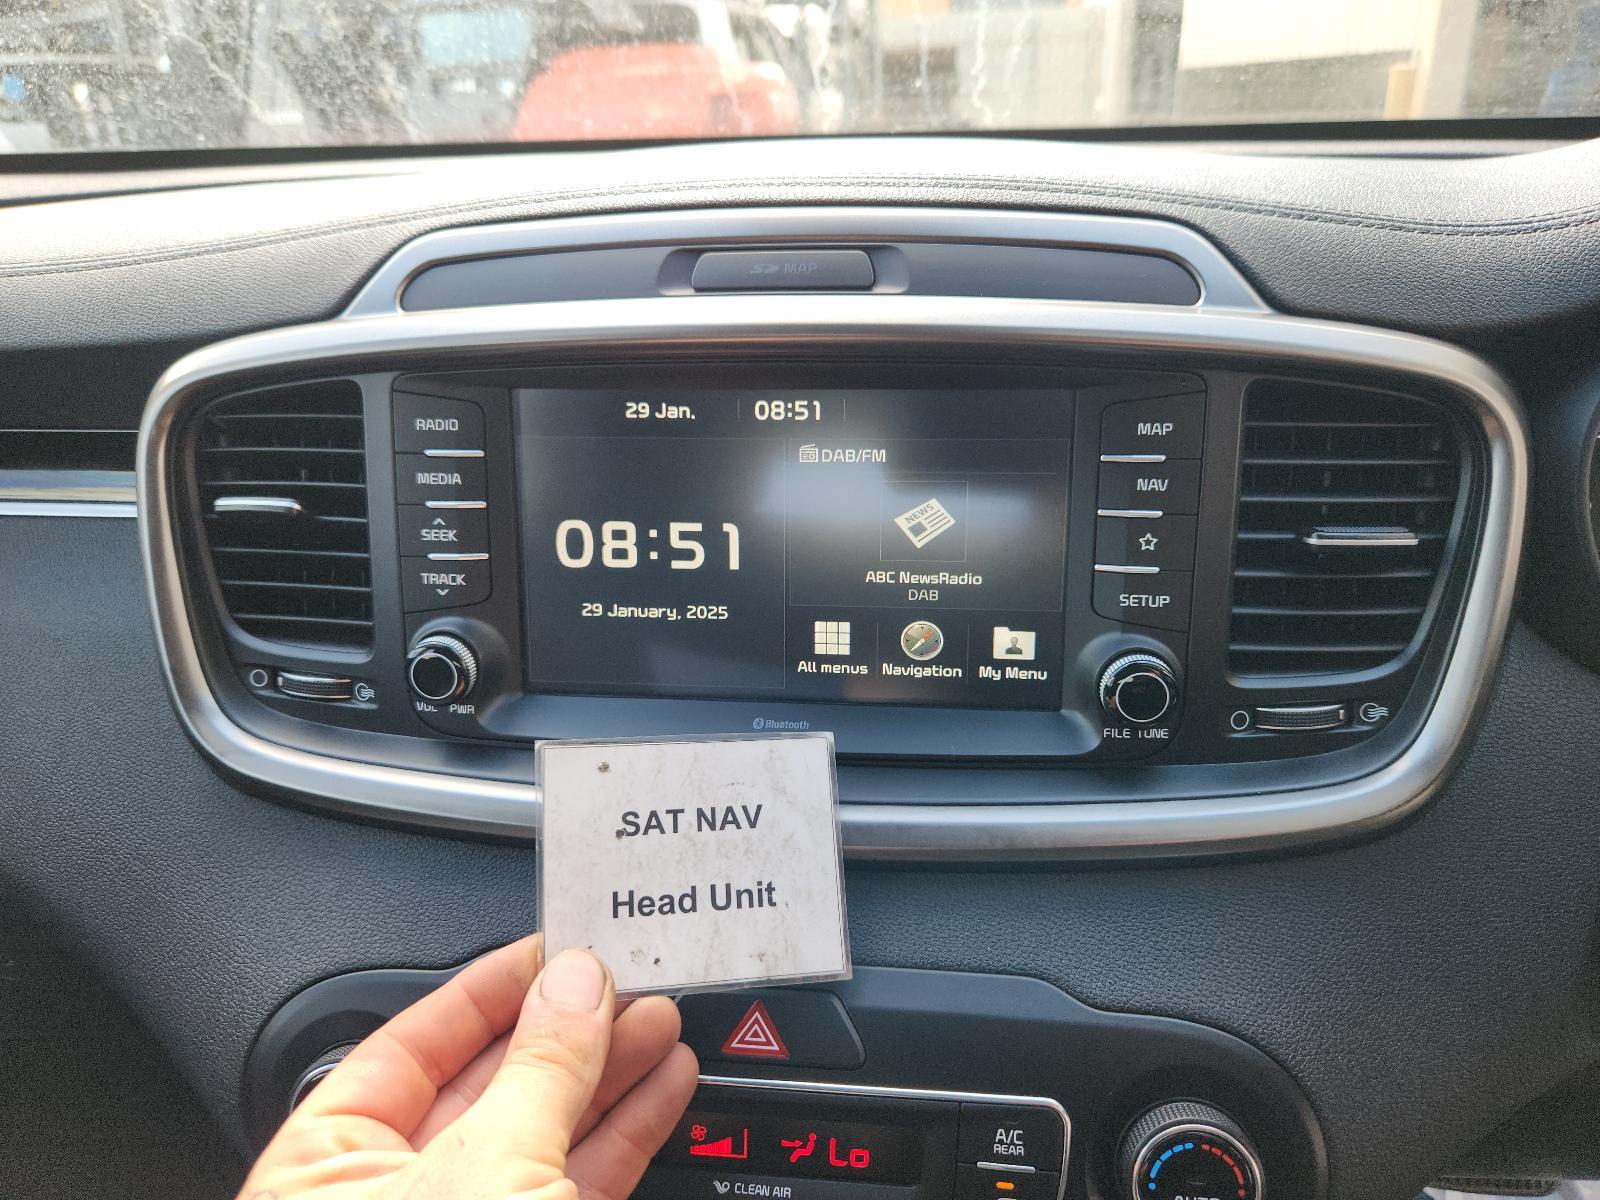 SD MAP
RADIO
MEDIA
SEEK
TRACK
VOL PWR
29 Jan. 08:51
08:51
29 January, 2025
DAB/FM
NEWS
ABC NewsRadio
DAB
All menus
Navigation
My Menu
Bluetooth
MAP
NAV
SETUP
FILE TUNE
SAT NAV
Head Unit
Lo
CLEAN AIR
A/C
REAR
AUTO